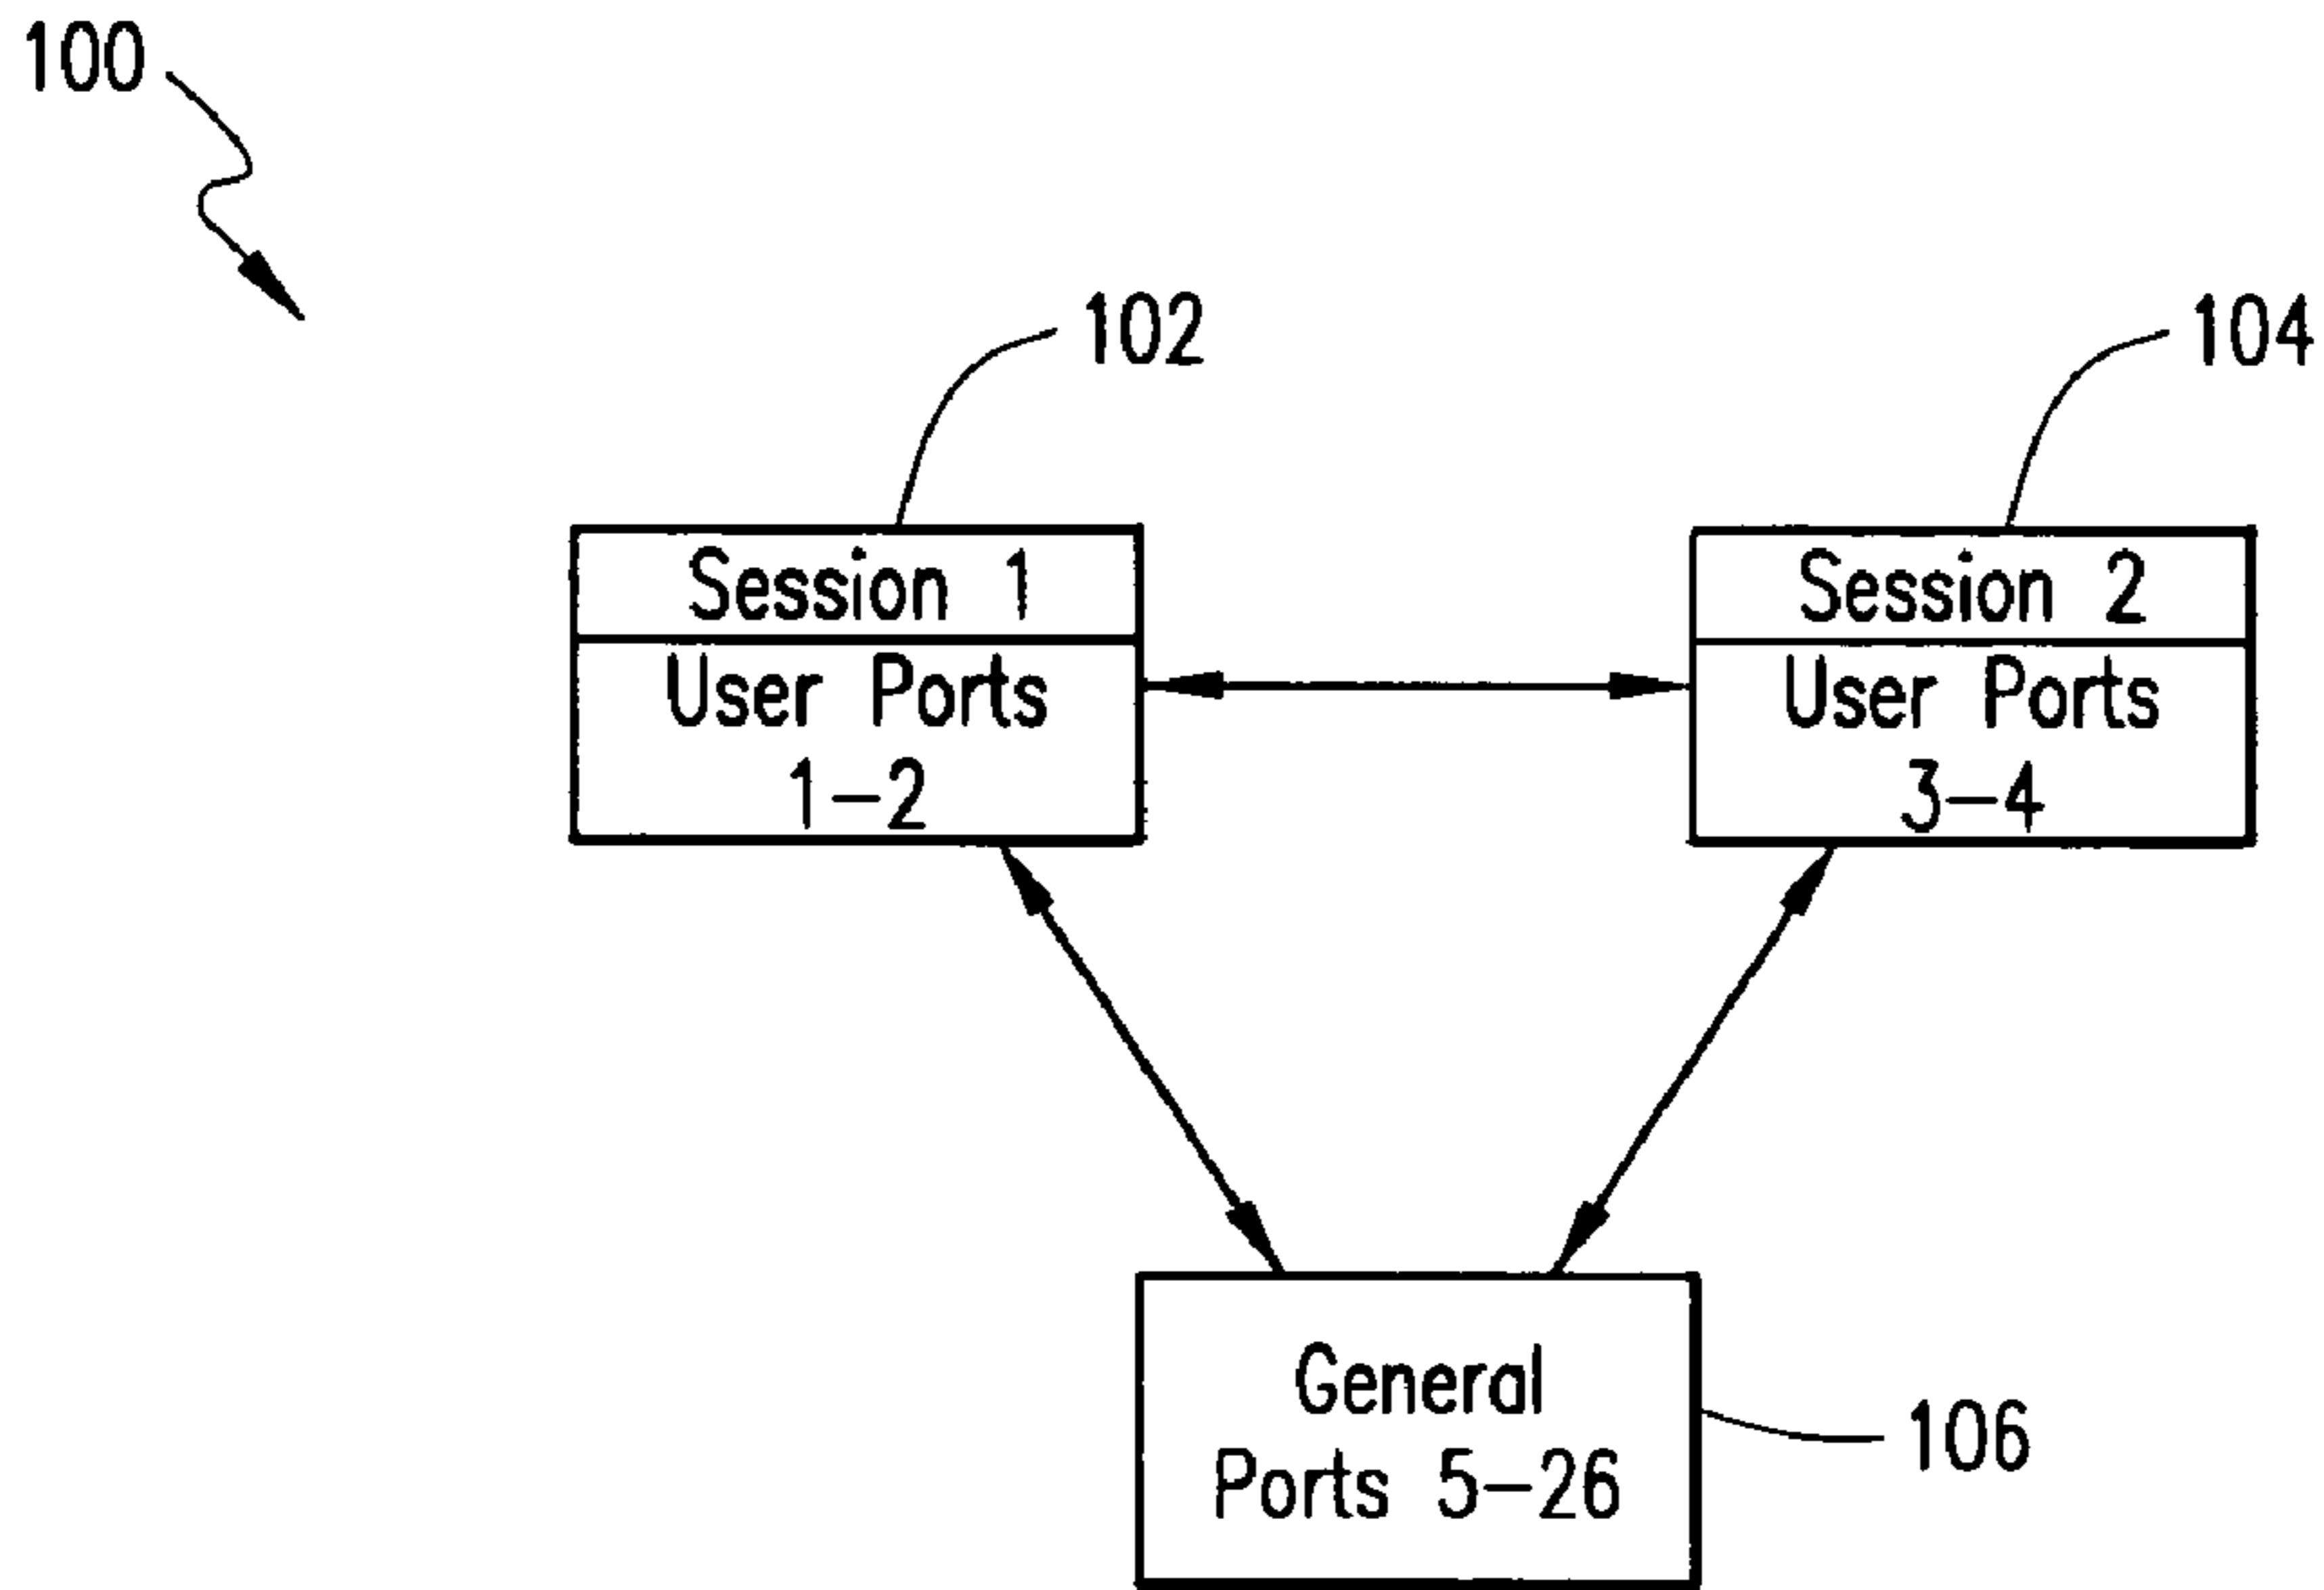 100
102
104
Session 1
User Ports
1-2
Session 2
User Ports
3-4
General
Ports 5-26
106